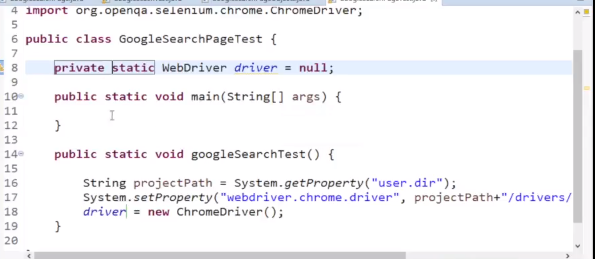 4 import org.openqa.selenium.chrome.ChromeDriver;
5
6 public class GoogleSearchPageTest {
7
8 private static WebDriver driver = null;
9
10 public static void main(String[] args) {
11
12 }
13
14 public static void googleSearchTest() {
15
16 String projectPath = System.getProperty("user.dir");
17 System.setProperty("webdriver.chrome.driver", projectPath+"/drivers/
18 driver = new ChromeDriver();
19 }
20